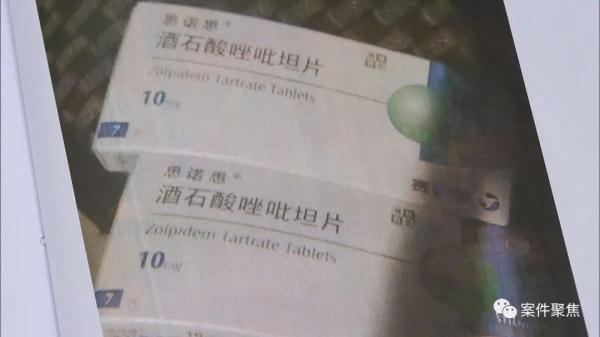 思诺思®
酒石酸唑吡坦片
Zolpidem Tartrate Tablets
10mg
7
赛
思诺思®
酒石酸唑吡坦片
Zolpidem Tartrate Tablets
10mg
7
案件聚焦